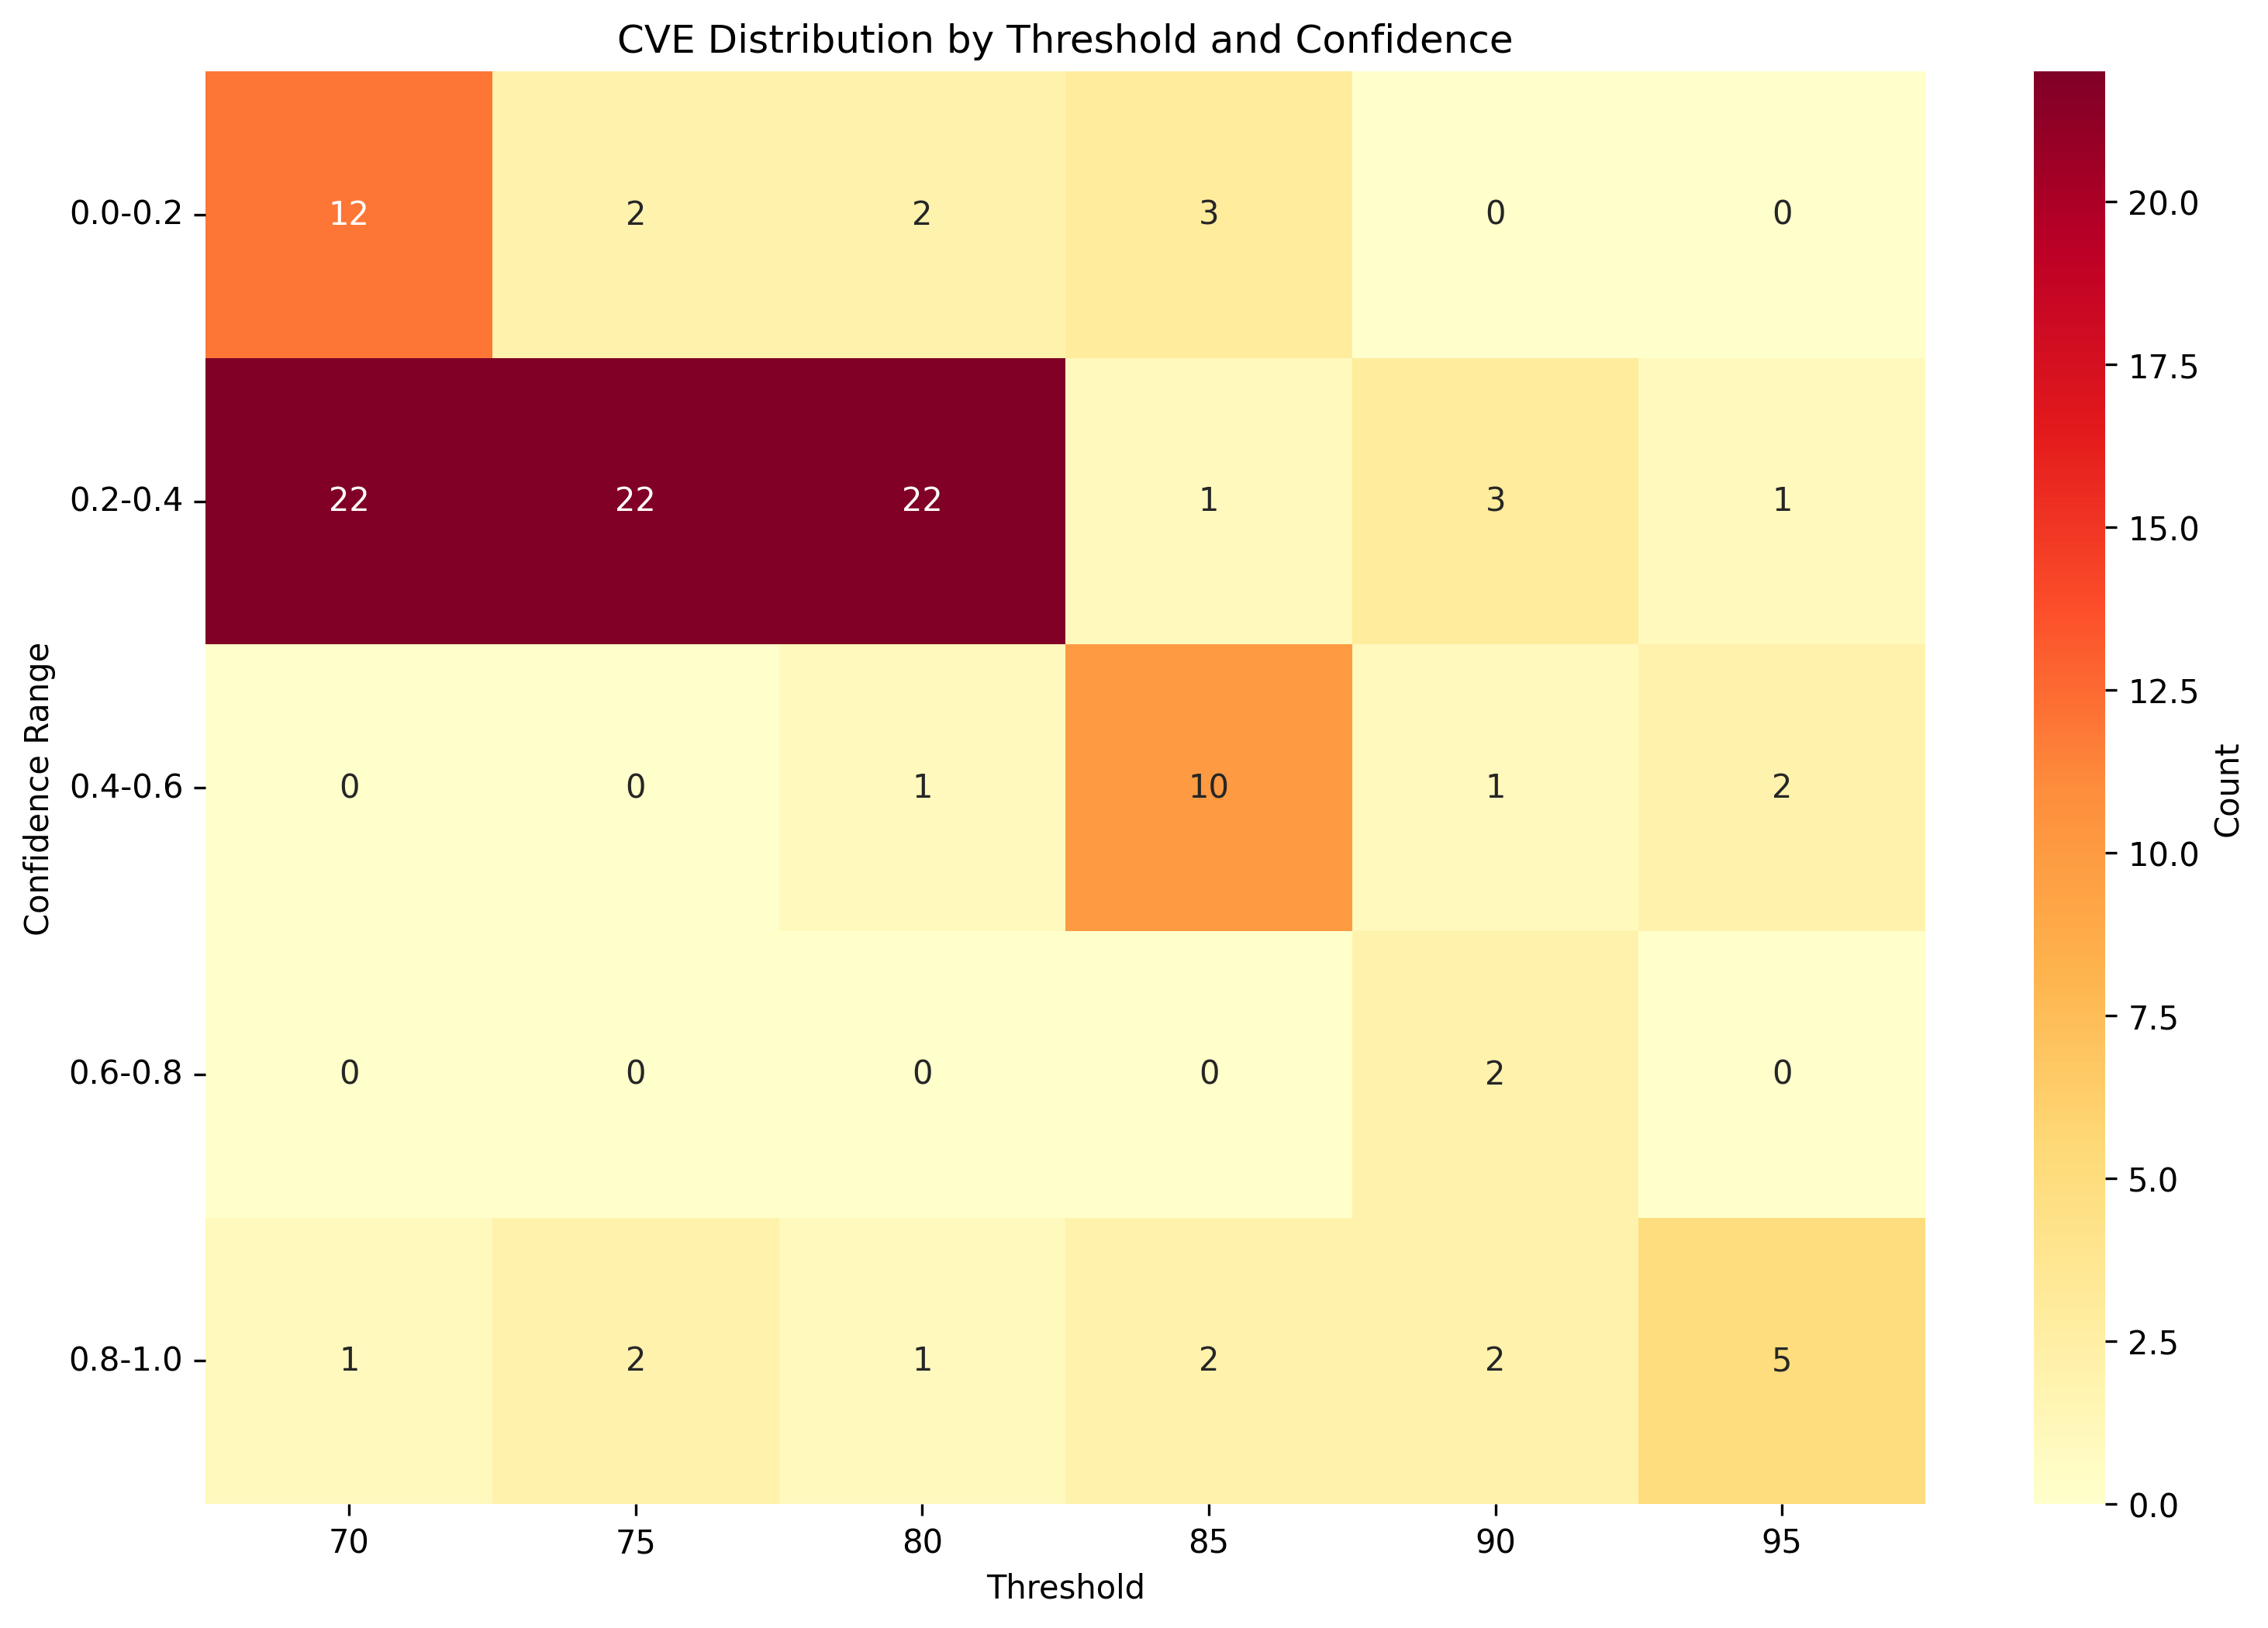 CVE Distribution by Threshold and Confidence
0.0-0.2 12 2 2 3 0 0
0.2-0.4 22 22 22 1 3 1
0.4-0.6 0 0 1 10 1 2
0.6-0.8 0 0 0 0 2 0
0.8-1.0 1 2 1 2 2 5
70 75 80 85 90 95
Threshold
Confidence Range
20.0
17.5
15.0
12.5
10.0
7.5
5.0
2.5
0.0
Count